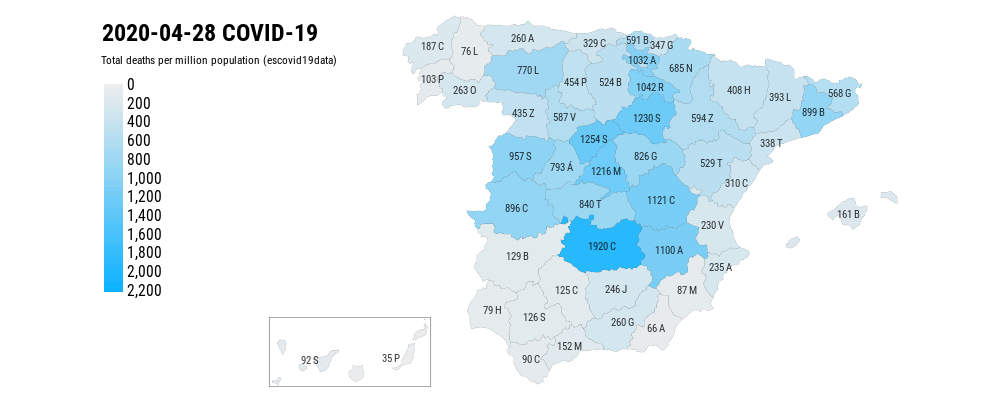 2020-04-28 COVID-19
Total deaths per million population (escovid19data)
0
200
400
600
800
1,000
1,200
1,400
1,600
1,800
2,000
2,200
187 C
76 L
260 A
329 C
591 B
347 G
1032 A
103 P
263 O
770 L
454 P
524 B
1042 R
685 N
408 H
393 L
568 G
899 B
435 Z
587 V
1230 S
594 Z
338 T
1254 S
957 S
793 Á
1216 M
826 G
529 T
310 C
896 C
840 T
1121 C
230 V
161 B
129 B
1920 C
1100 A
235 A
125 C
246 J
87 M
79 H
126 S
260 G
66 A
152 M
90 C
92 S
35 P